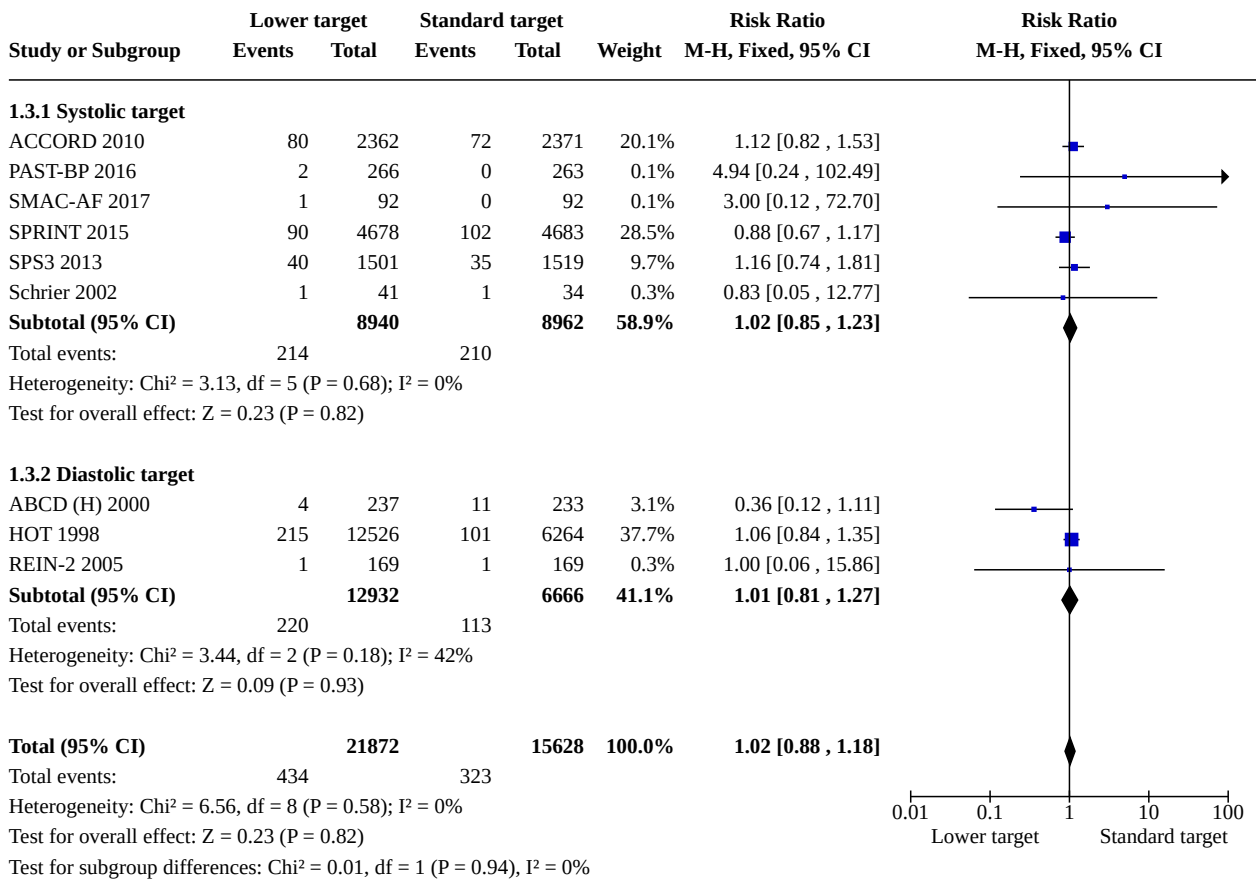 Lower target Standard target Risk Ratio Risk Ratio
Study or Subgroup Events Total Events Total Weight M-H, Fixed, 95% CI M-H, Fixed, 95% CI
1.3.1 Systolic target
ACCORD 2010 80 2362 72 2371 20.1% 1.12 [0.82 , 1.53]
PAST-BP 2016 2 266 0 263 0.1% 4.94 [0.24 , 102.49]
SMAC-AF 2017 1 92 0 92 0.1% 3.00 [0.12 , 72.70]
SPRINT 2015 90 4678 102 4683 28.5% 0.88 [0.67 , 1.17]
SPS3 2013 40 1501 35 1519 9.7% 1.16 [0.74 , 1.81]
Schrier 2002 1 41 1 34 0.3% 0.83 [0.05 , 12.77]
Subtotal (95% CI) 8940 8962 58.9% 1.02 [0.85 , 1.23]
Total events: 214 210
Heterogeneity: Chi² = 3.13, df = 5 (P = 0.68); I² = 0%
Test for overall effect: Z = 0.23 (P = 0.82)
1.3.2 Diastolic target
ABCD (H) 2000 4 237 11 233 3.1% 0.36 [0.12 , 1.11]
HOT 1998 215 12526 101 6264 37.7% 1.06 [0.84 , 1.35]
REIN-2 2005 1 169 1 169 0.3% 1.00 [0.06 , 15.86]
Subtotal (95% CI) 12932 6666 41.1% 1.01 [0.81 , 1.27]
Total events: 220 113
Heterogeneity: Chi² = 3.44, df = 2 (P = 0.18); I² = 42%
Test for overall effect: Z = 0.09 (P = 0.93)
Total (95% CI) 21872 15628 100.0% 1.02 [0.88 , 1.18]
Total events: 434 323
Heterogeneity: Chi² = 6.56, df = 8 (P = 0.58); I² = 0%
0.01 0.1 1 10 100
Test for overall effect: Z = 0.23 (P = 0.82)
Lower target Standard target
Test for subgroup differences: Chi² = 0.01, df = 1 (P = 0.94), I² = 0%